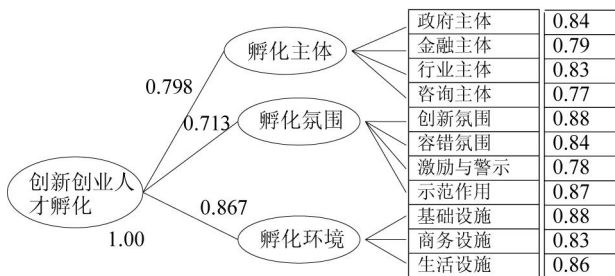 政府主体 0.84
金融主体 0.79
孵化主体
行业主体 0.83
0.798
咨询主体 0.77
创新氛围 0.88
0.713
孵化氛围
容错氛围 0.84
激励与警示 0.78
创新创业人
才孵化
示范作用 0.87
0.867
基础设施 0.88
1.00
孵化环境
商务设施 0.83
生活设施 0.86